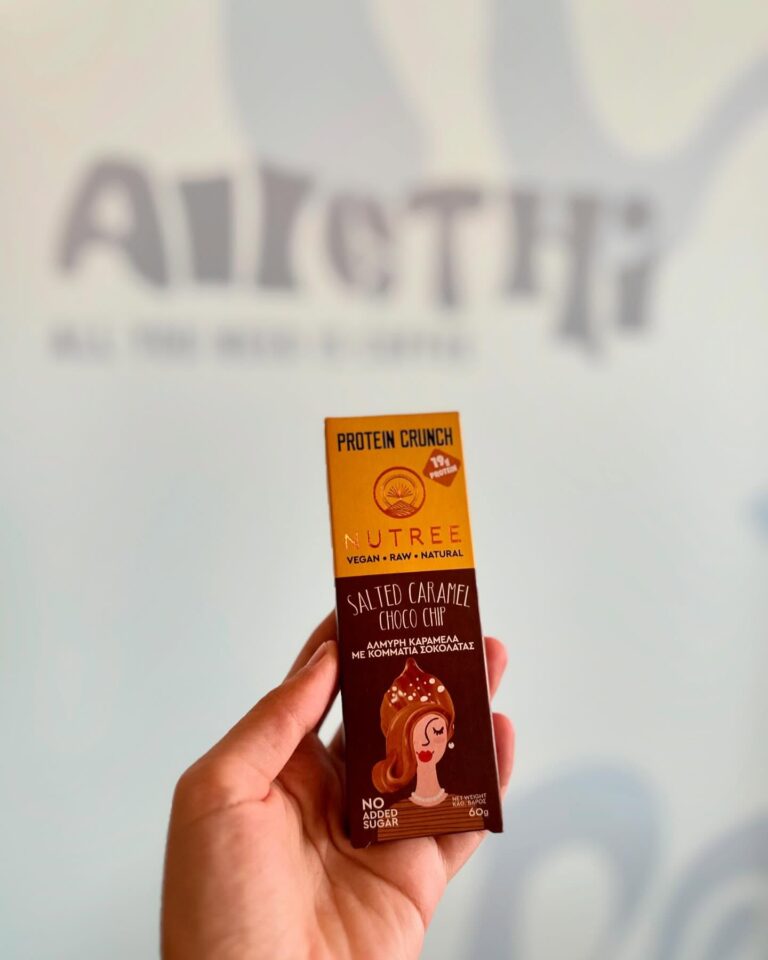 PROTEIN CRUNCH
19g
PROTEIN
NUTREE
VEGAN • RAW • NATURAL
SALTED CARAMEL
CHOCO CHIP
ΑΛΜΥΡΗ ΚΑΡΑΜΕΛΑ
ΜΕ ΚΟΜΜΑΤΙΑ ΣΟΚΟΛΑΤΑΣ
NO
ADDED
SUGAR
NET WEIGHT
ΚΑΘ. ΒΑΡΟΣ
60g